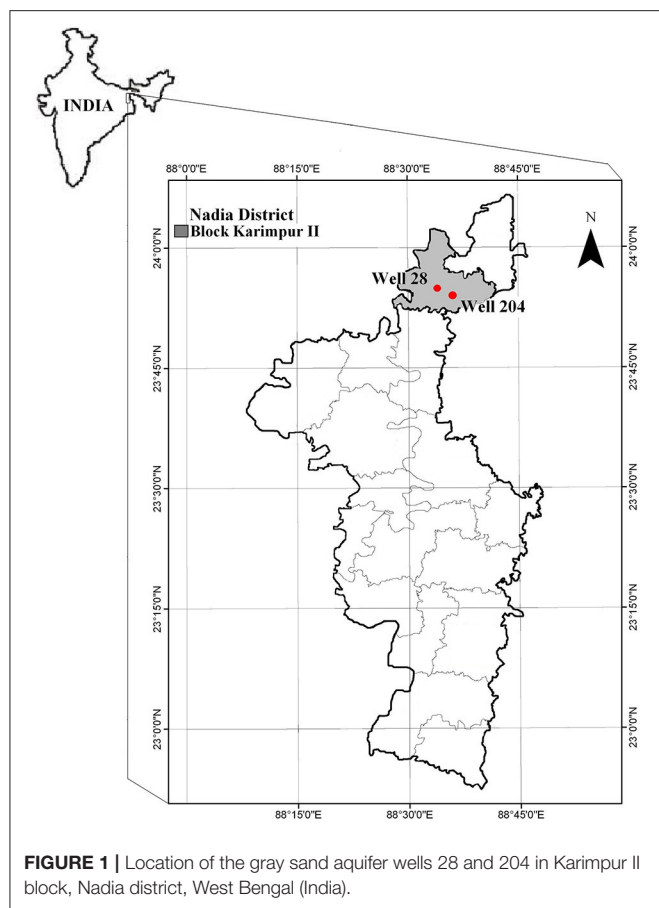 INDIA
88°0'0"E
88°15'0"E
88°30'0"E
88°45'0"E
Nadia District
Block Karimpur II
N
24°0'0"N
24°0'0"N
Well 28
Well 204
23°45'0"N
23°45'0"N
23°30'0"N
23°30'0"N
23°15'0"N
23°15'0"N
23°0'0"N
23°0'0"N
88°15'0"E
88°30'0"E
88°45'0"E
FIGURE 1 | Location of the gray sand aquifer wells 28 and 204 in Karimpur II
block, Nadia district, West Bengal (India).